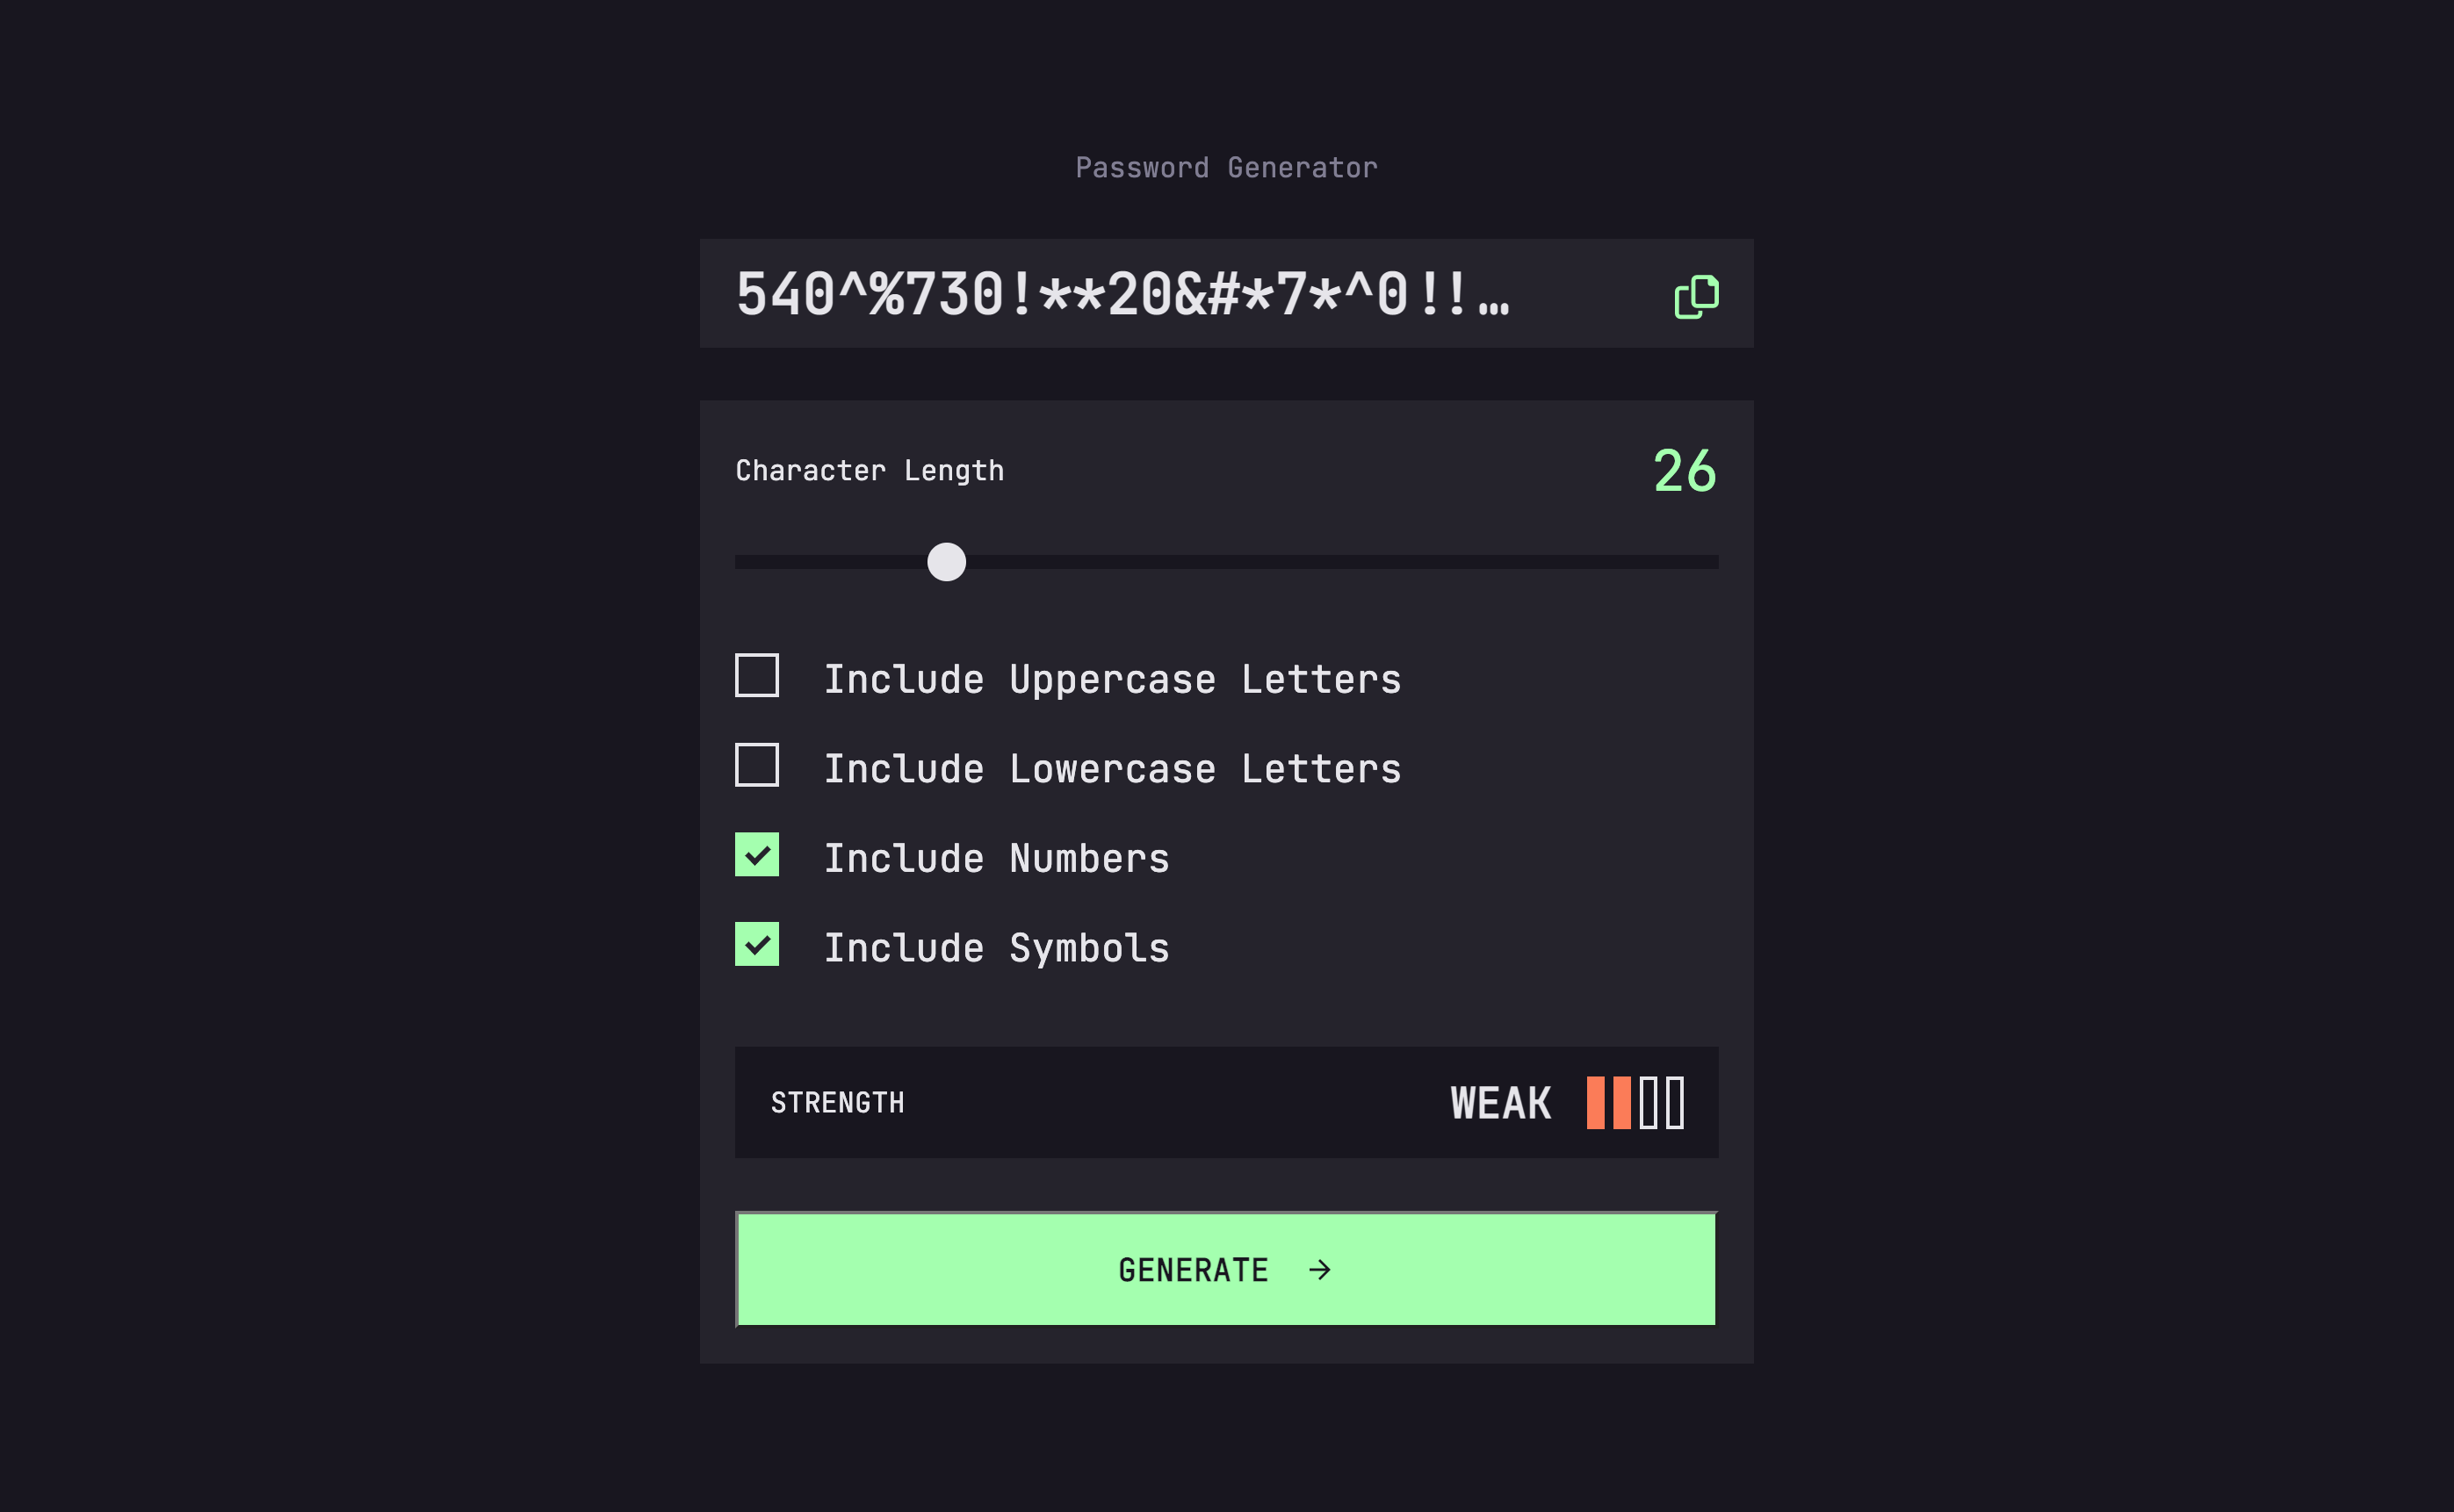 Password Generator
540^%730!**20&#*7*^0!!…
Character Length
26
Include Uppercase Letters
Include Lowercase Letters
Include Numbers
Include Symbols
STRENGTH
WEAK
GENERATE →